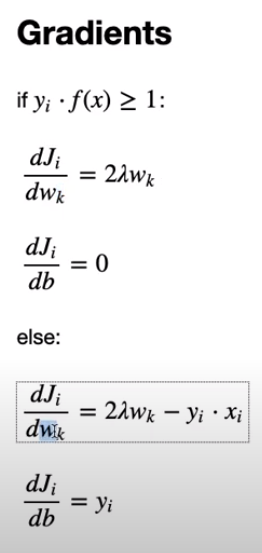 Gradients
if yᵢ · f(x) ≥ 1:
dJᵢ/dwₖ = 2λwₖ
dJᵢ/db = 0
else:
dJᵢ/dwₖ = 2λwₖ − yᵢ · xᵢ
dJᵢ/db = yᵢ